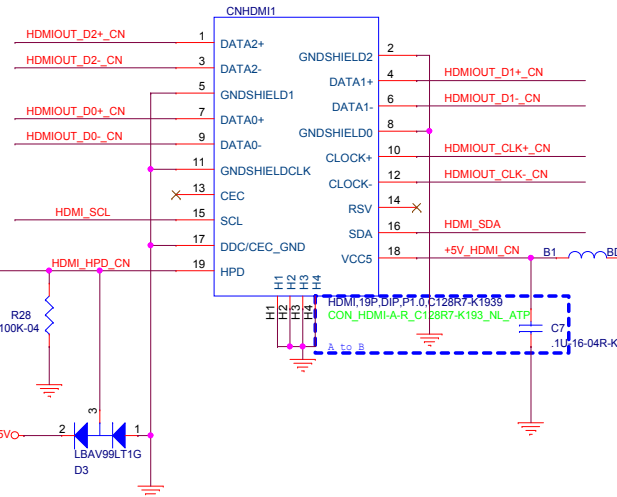 CNHDMI1
HDMIOUT_D2+_CN 1 DATA2+
GNDSHIELD2 2
HDMIOUT_D2-_CN 3 DATA2-
DATA1+ 4 HDMIOUT_D1+_CN
5 GNDSHIELD1
DATA1- 6 HDMIOUT_D1-_CN
HDMIOUT_D0+_CN 7 DATA0+
GNDSHIELD0 8
HDMIOUT_D0-_CN 9 DATA0-
CLOCK+ 10 HDMIOUT_CLK+_CN
11 GNDSHIELDCLK
CLOCK- 12 HDMIOUT_CLK-_CN
13 CEC
RSV 14
HDMI_SCL 15 SCL
SDA 16 HDMI_SDA
17 DDC/CEC_GND
VCC5 18 +5V_HDMI_CN B1 BD
HDMI_HPD_CN 19 HPD
H1 H2 H3 H4
H1 H2 H3 H4
HDMI,19P,DIP,P1.0,C128R7-K1939
CON_HDMI-A-R_C128R7-K193_NL_ATP
A to B
R28
100K-04
C7
.1U-16-04R-K
3
5V 2 1
LBAV99LT1G
D3